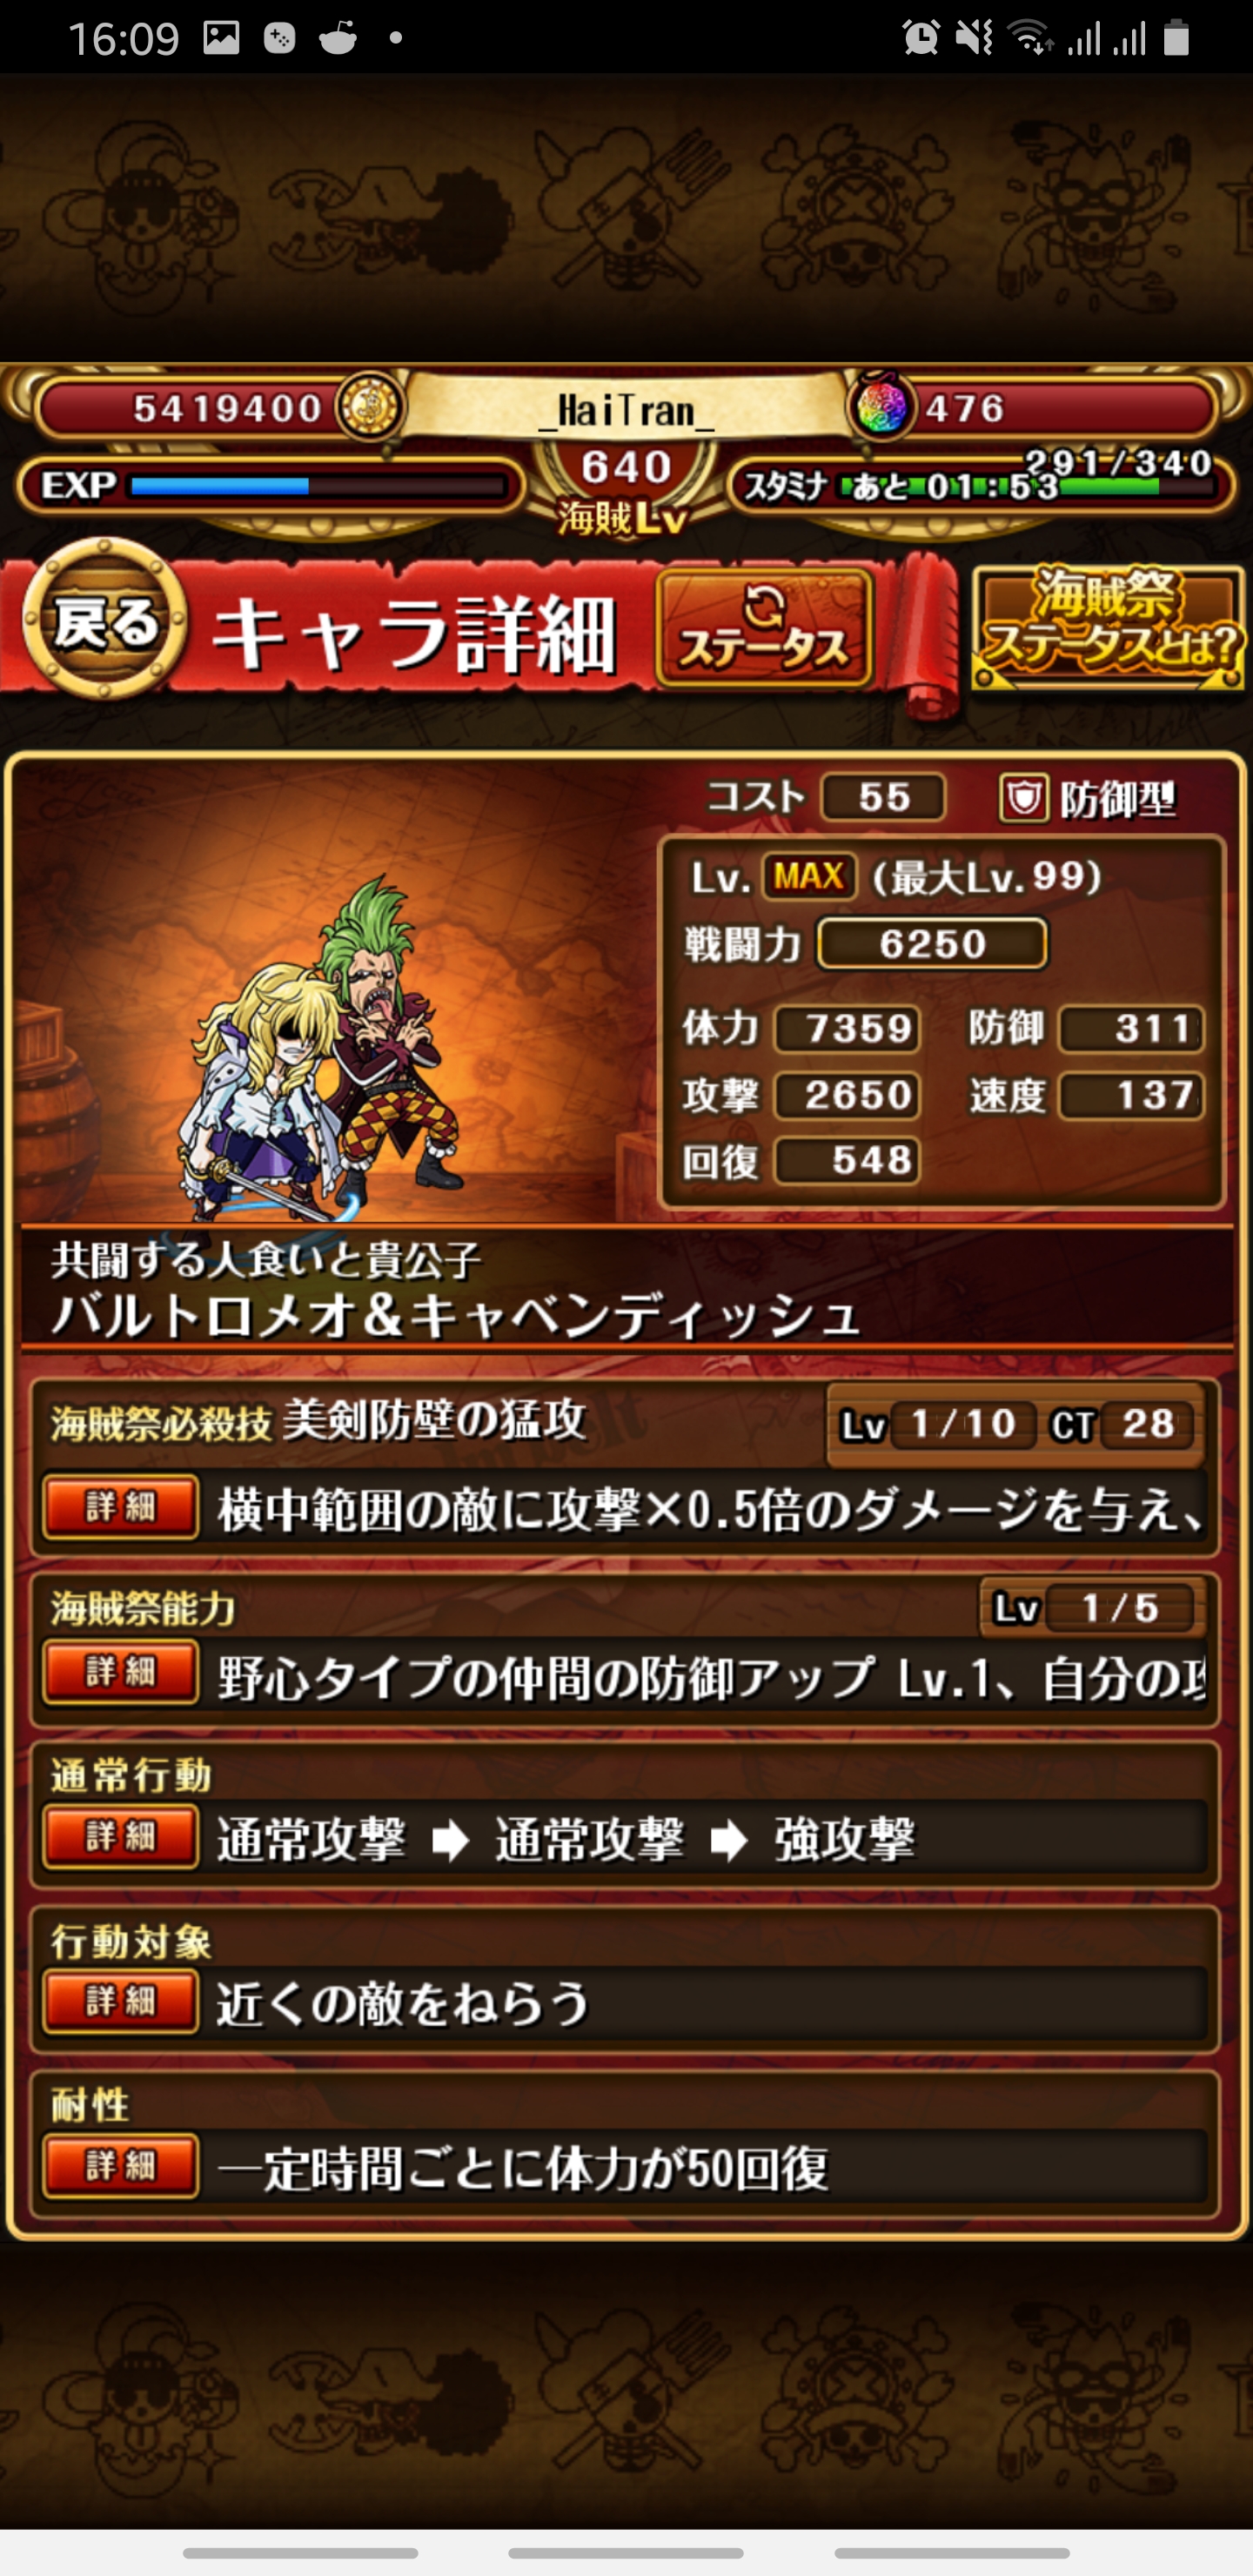 16:09
5419400 _HaiTran_ 476
EXP 640 スタミナ あと 01:53 291/340
海賊Lv
戻る キャラ詳細 ステータス 海賊祭ステータスとは?
コスト 55 防御型
Lv. MAX (最大Lv.99)
戦闘力 6250
体力 7359 防御 311
攻撃 2650 速度 137
回復 548
共闘する人食いと貴公子
バルトロメオ&キャベンディッシュ
海賊祭必殺技 美剣防壁の猛攻 Lv 1/10 CT 28
詳細 横中範囲の敵に攻撃×0.5倍のダメージを与え、
海賊祭能力 Lv 1/5
詳細 野心タイプの仲間の防御アップ Lv.1、自分の攻
通常行動
詳細 通常攻撃 ➡ 通常攻撃 ➡ 強攻撃
行動対象
詳細 近くの敵をねらう
耐性
詳細 一定時間ごとに体力が50回復